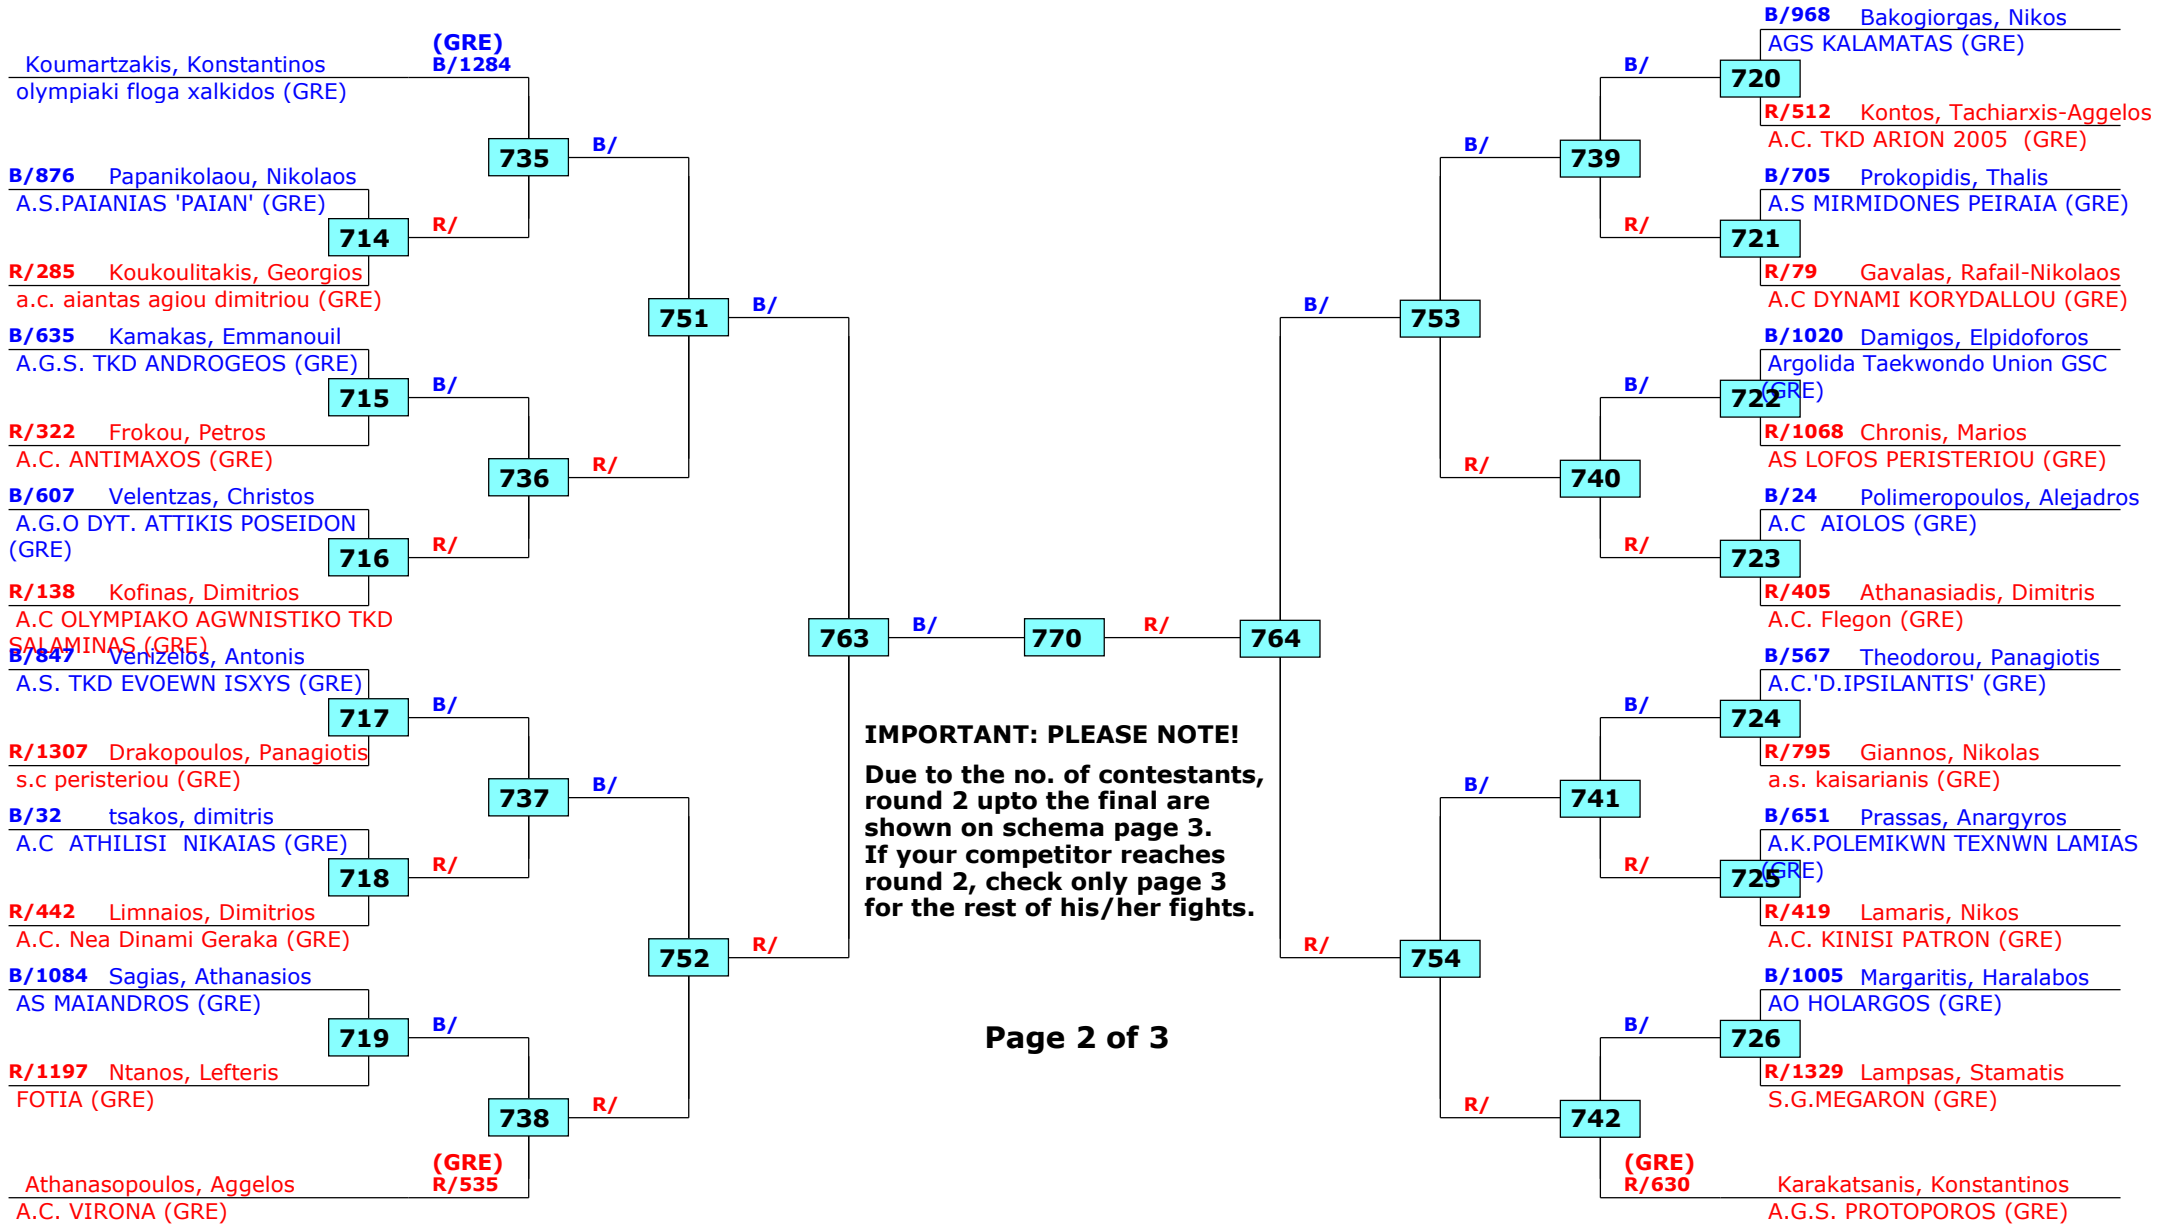 (GRE)
Koumartzakis, Konstantinos B/1284
olympiaki floga xalkidos (GRE)
735
B/
B/876 Papanikolaou, Nikolaos
A.S.PAIANIAS 'PAIAN' (GRE)
714
R/
R/285 Koukoulitakis, Georgios
a.c. aiantas agiou dimitriou (GRE)
751
B/
B/635 Kamakas, Emmanouil
A.G.S. TKD ANDROGEOS (GRE)
715
B/
R/322 Frokou, Petros
A.C. ANTIMAXOS (GRE)
736
R/
B/607 Velentzas, Christos
A.G.O DYT. ATTIKIS POSEIDON
(GRE)
716
R/
R/138 Kofinas, Dimitrios
A.C OLYMPIAKO AGWNISTIKO TKD
SALAMINAS (GRE)
763
B/
770
R/
764
B/847 Venizelos, Antonis
A.S. TKD EVOEWN ISXYS (GRE)
717
B/
R/1307 Drakopoulos, Panagiotis
s.c peristeriou (GRE)
737
B/
B/32 tsakos, dimitris
A.C ATHILISI NIKAIAS (GRE)
718
R/
R/442 Limnaios, Dimitrios
A.C. Nea Dinami Geraka (GRE)
752
R/
B/1084 Sagias, Athanasios
AS MAIANDROS (GRE)
719
B/
R/1197 Ntanos, Lefteris
FOTIA (GRE)
738
R/
(GRE)
Athanasopoulos, Aggelos R/535
A.C. VIRONA (GRE)
IMPORTANT: PLEASE NOTE!
Due to the no. of contestants,
round 2 upto the final are
shown on schema page 3.
If your competitor reaches
round 2, check only page 3
for the rest of his/her fights.
Page 2 of 3
B/968 Bakogiorgas, Nikos
AGS KALAMATAS (GRE)
B/
720
R/512 Kontos, Tachiarxis-Aggelos
A.C. TKD ARION 2005 (GRE)
B/
739
B/705 Prokopidis, Thalis
A.S MIRMIDONES PEIRAIA (GRE)
R/
721
R/79 Gavalas, Rafail-Nikolaos
A.C DYNAMI KORYDALLOU (GRE)
B/
753
B/1020 Damigos, Elpidoforos
Argolida Taekwondo Union GSC
(GRE)
B/
722
R/1068 Chronis, Marios
AS LOFOS PERISTERIOU (GRE)
R/
740
B/24 Polimeropoulos, Alejadros
A.C AIOLOS (GRE)
R/
723
R/405 Athanasiadis, Dimitris
A.C. Flegon (GRE)
B/567 Theodorou, Panagiotis
A.C.'D.IPSILANTIS' (GRE)
B/
724
R/795 Giannos, Nikolas
a.s. kaisarianis (GRE)
B/
741
B/651 Prassas, Anargyros
A.K.POLEMIKWN TEXNWN LAMIAS
(GRE)
R/
725
R/419 Lamaris, Nikos
A.C. KINISI PATRON (GRE)
R/
754
B/1005 Margaritis, Haralabos
AO HOLARGOS (GRE)
B/
726
R/1329 Lampsas, Stamatis
S.G.MEGARON (GRE)
R/
742
(GRE)
R/630 Karakatsanis, Konstantinos
A.G.S. PROTOPOROS (GRE)